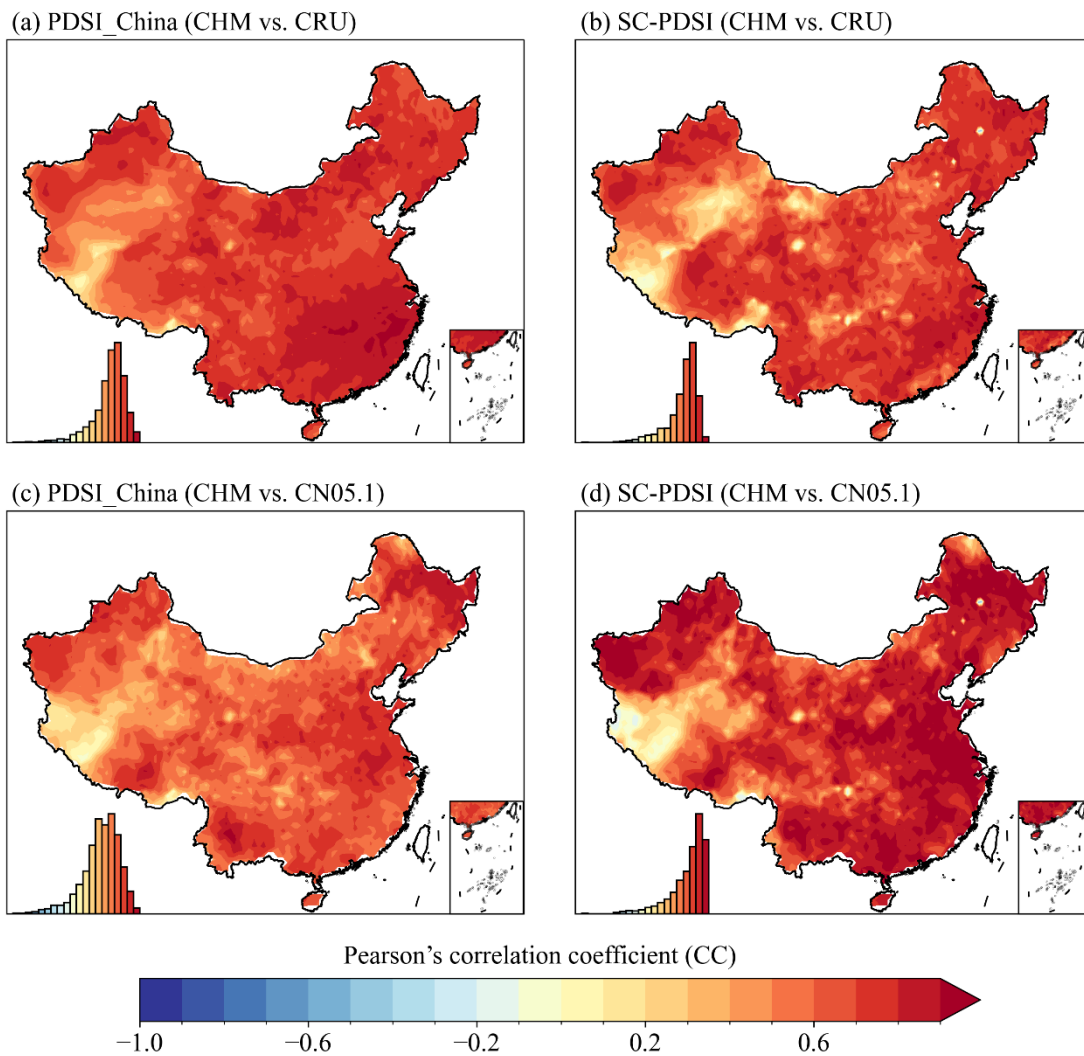 (a) PDSI_China (CHM vs. CRU)
(b) SC-PDSI (CHM vs. CRU)
(c) PDSI_China (CHM vs. CN05.1)
(d) SC-PDSI (CHM vs. CN05.1)
Pearson’s correlation coefficient (CC)
−1.0 −0.6 −0.2 0.2 0.6